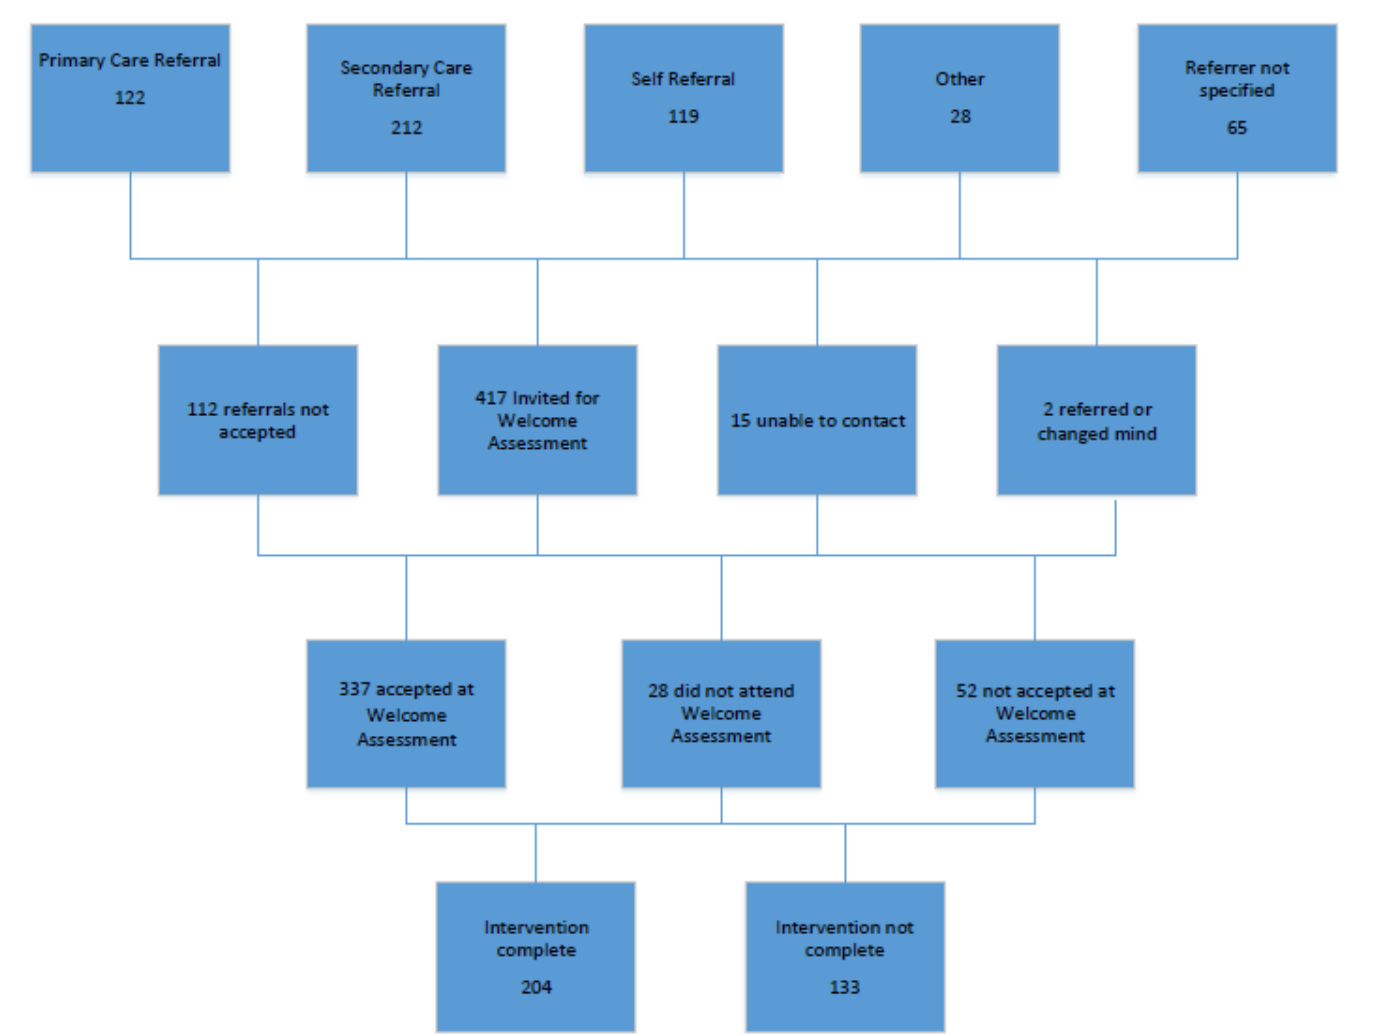 Primary Care Referral
122
Secondary Care
Referral
212
Self Referral
119
Other
28
Referrer not
specified
65
112 referrals not
accepted
417 Invited for
Welcome
Assessment
15 unable to contact
2 referred or
changed mind
337 accepted at
Welcome
Assessment
28 did not attend
Welcome
Assessment
52 not accepted at
Welcome
Assessment
Intervention
complete
204
Intervention not
complete
133